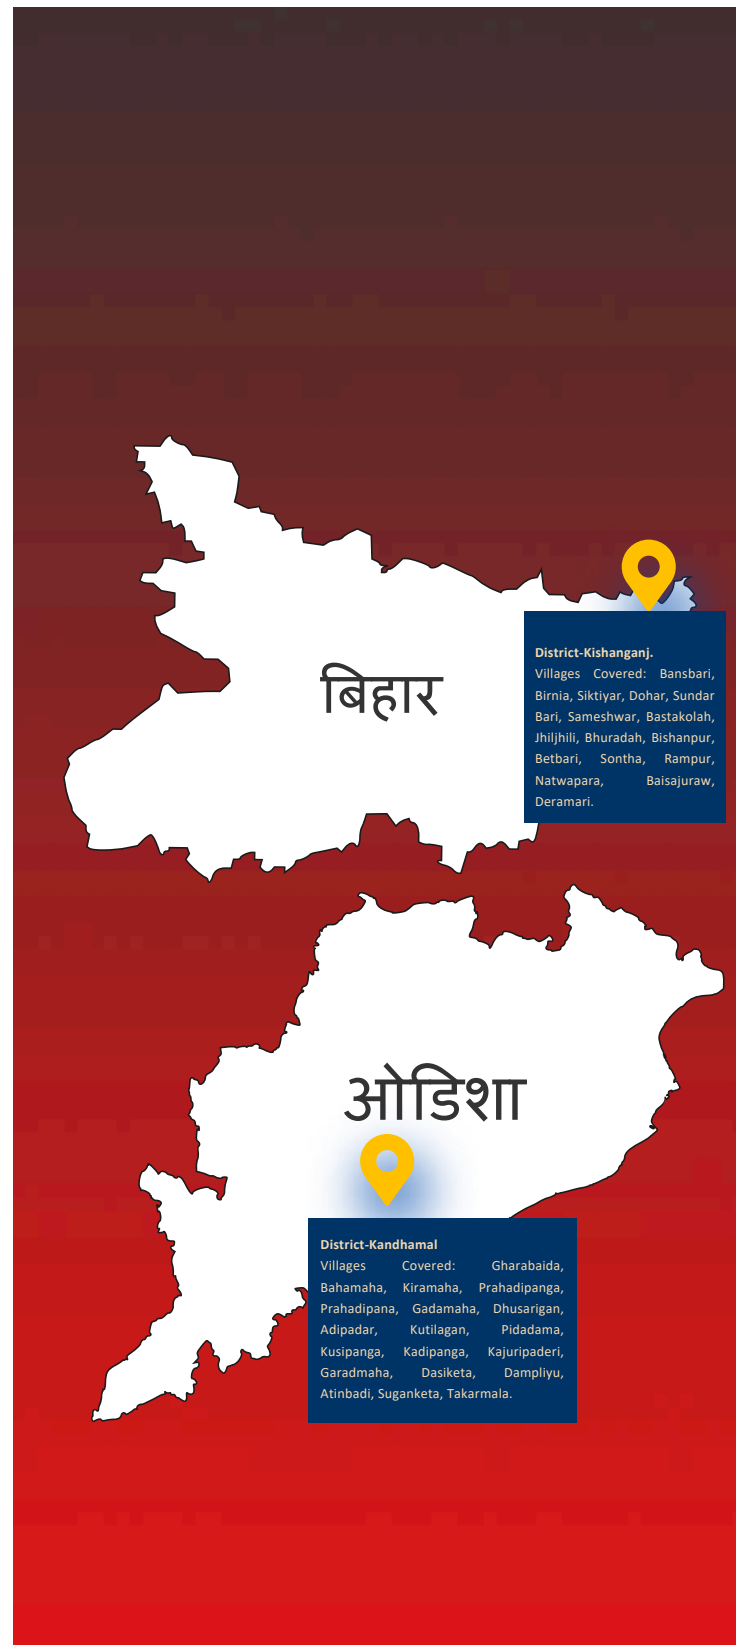 बिहार
District-Kishanganj.
Villages Covered: Bansbari,
Birnia, Siktiyar, Dohar, Sundar
Bari, Sameshwar, Bastakolah,
Jhiljhili, Bhuradah, Bishanpur,
Betbari, Sontha, Rampur,
Natwapara, Baisajuraw,
Deramari.
ओडिशा
District-Kandhamal
Villages Covered: Gharabaida,
Bahamaha, Kiramaha, Prahadipanga,
Prahadipana, Gadamaha, Dhusarigan,
Adipadar, Kutilagan, Pidadama,
Kusipanga, Kadipanga, Kajuripaderi,
Garadmaha, Dasiketa, Dampliyu,
Atinbadi, Suganketa, Takarmala.